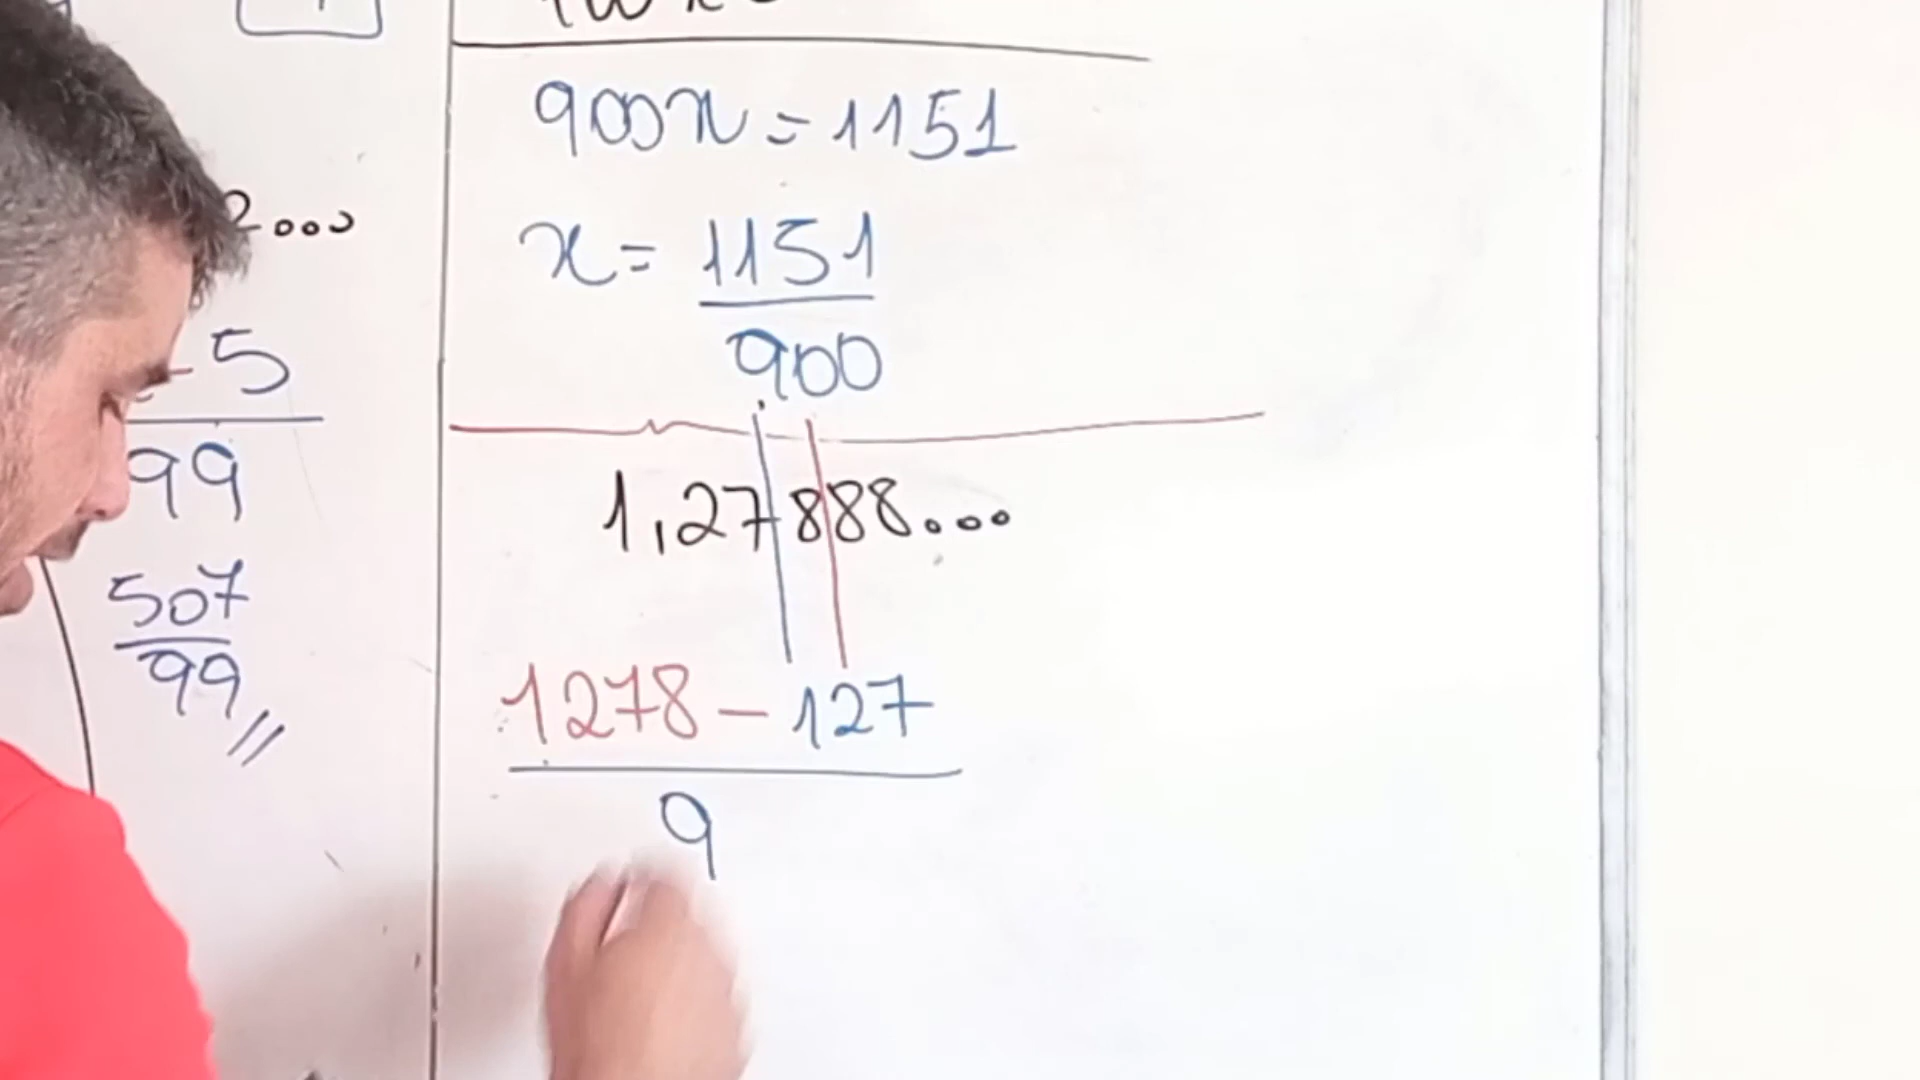 2...
- 5
99
507
99
900x = 1151
x = 1151
900
1,27888...
1278 - 127
9